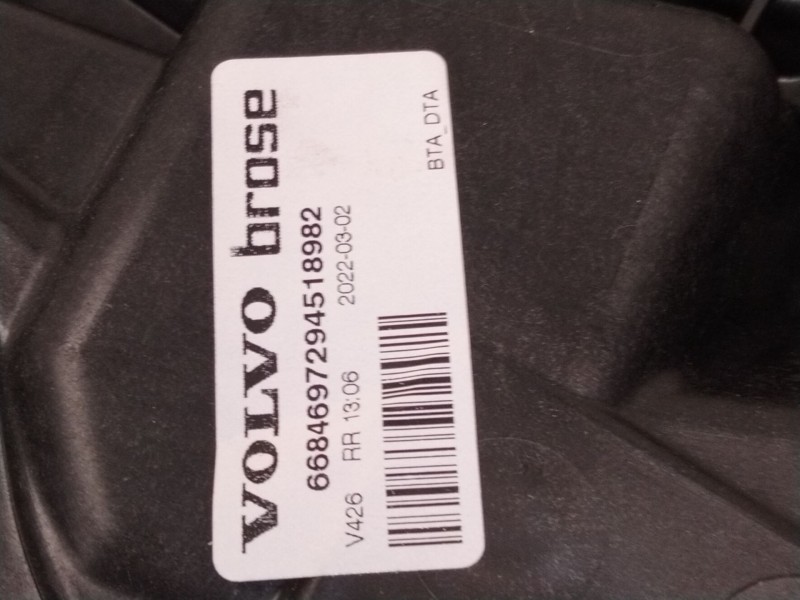 VOLVO brose
6684697294518982
V426 RR 13:06 2022-03-02
BTA_DTA